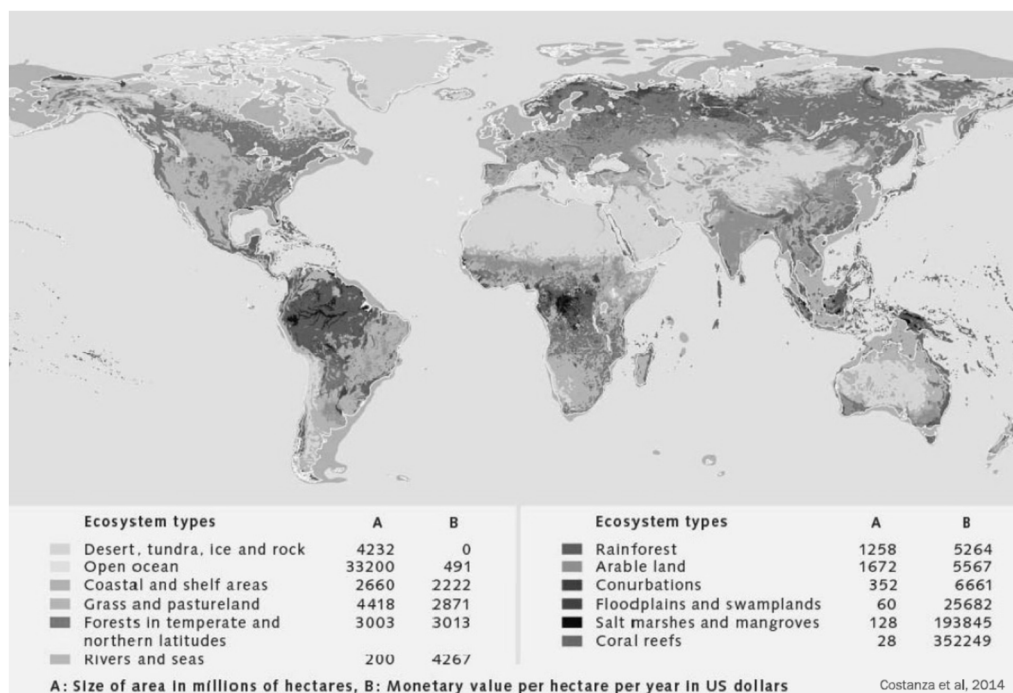 Ecosystem types A B
Desert, tundra, ice and rock 4232 0
Open ocean 33200 491
Coastal and shelf areas 2660 2222
Grass and pastureland 4418 2871
Forests in temperate and 3003 3013
northern latitudes
Rivers and seas 200 4267
Ecosystem types A B
Rainforest 1258 5264
Arable land 1672 5567
Conurbations 352 6661
Floodplains and swamplands 60 25682
Salt marshes and mangroves 128 193845
Coral reefs 28 352249
A: Size of area in millions of hectares, B: Monetary value per hectare per year in US dollars
Costanza et al, 2014